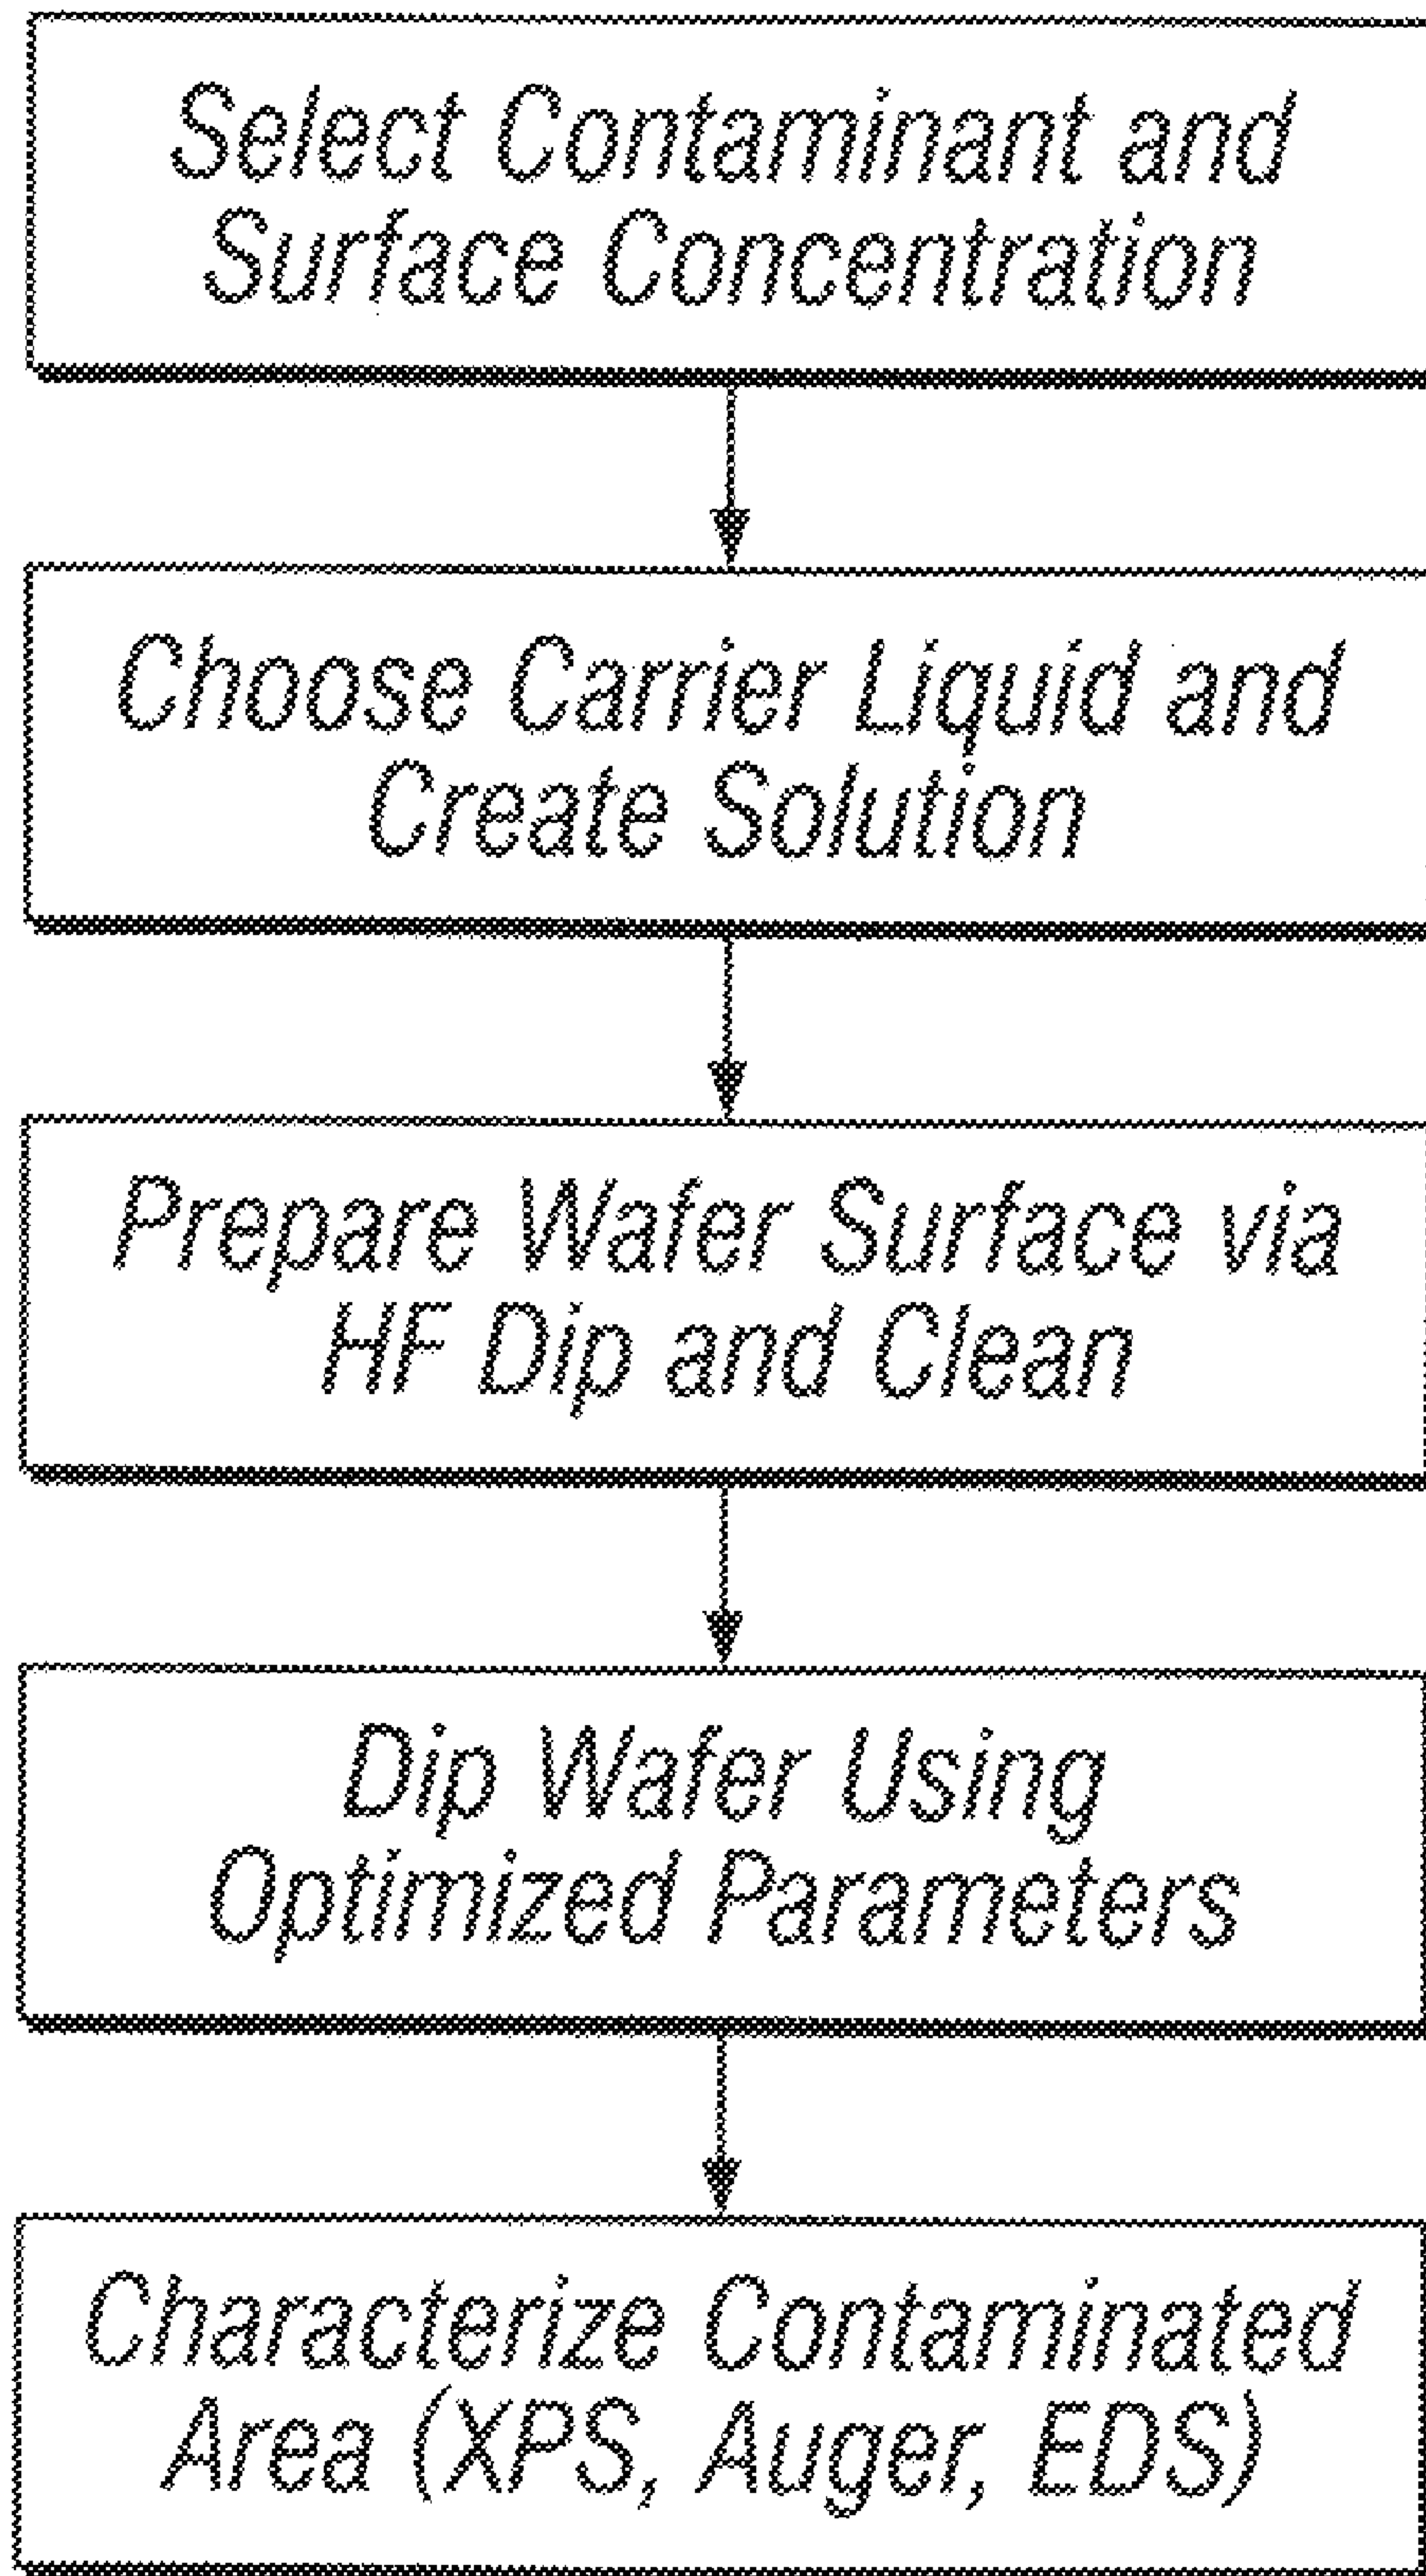 Select Contaminant and
Surface Concentration
Choose Carrier Liquid and
Create Solution
Prepare Wafer Surface via
HF Dip and Clean
Dip Wafer Using
Optimized Parameters
Characterize Contaminated
Area (XPS, Auger, EDS)